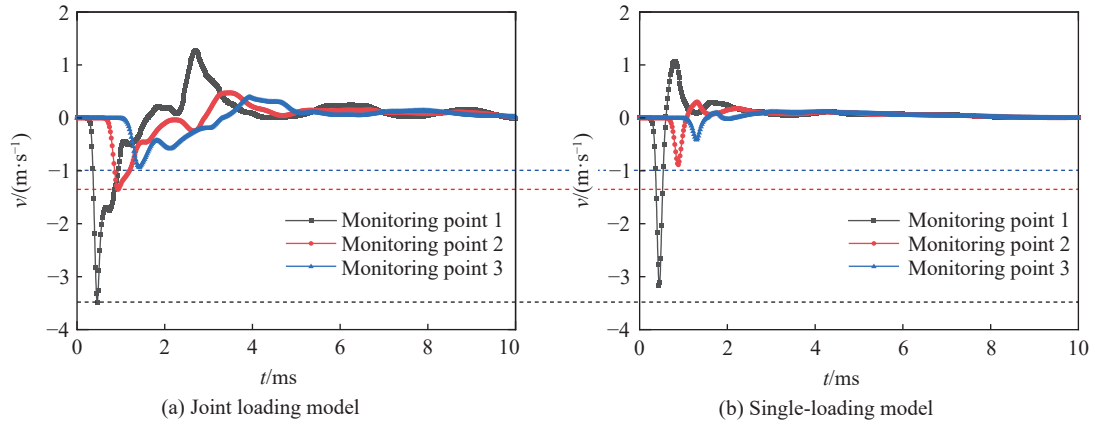 2
1
0
−1
−2
−3
−4
v/(m·s⁻¹)
0
2
4
6
8
10
t/ms
Monitoring point 1
Monitoring point 2
Monitoring point 3
(a) Joint loading model
2
1
0
−1
−2
−3
−4
v/(m·s⁻¹)
0
2
4
6
8
10
t/ms
Monitoring point 1
Monitoring point 2
Monitoring point 3
(b) Single-loading model